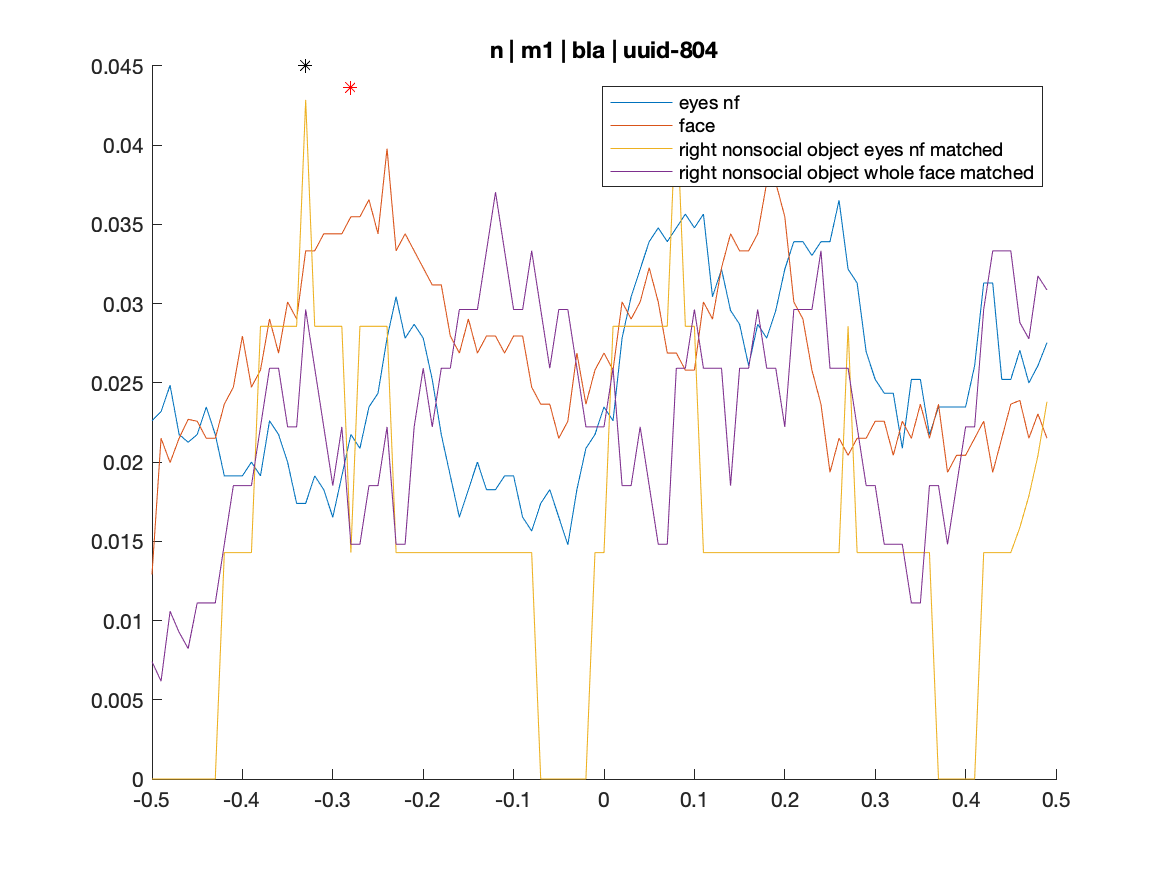 n | m1 | bla | uuid-804
0.045
0.04
0.035
0.03
0.025
0.02
0.015
0.01
0.005
0
eyes nf
face
right nonsocial object eyes nf matched
right nonsocial object whole face matched
-0.5 -0.4 -0.3 -0.2 -0.1 0 0.1 0.2 0.3 0.4 0.5